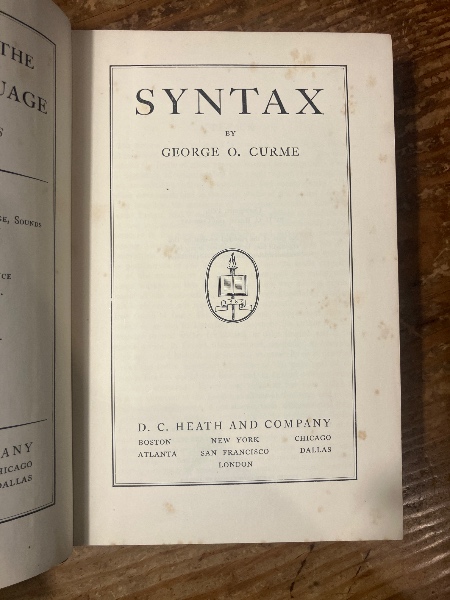 THE
UAGE
S
SE, SOUNDS
CE
ANY
HICAGO
DALLAS
SYNTAX
BY
GEORGE O. CURME
D. C. HEATH AND COMPANY
BOSTON NEW YORK CHICAGO
ATLANTA SAN FRANCISCO DALLAS
LONDON